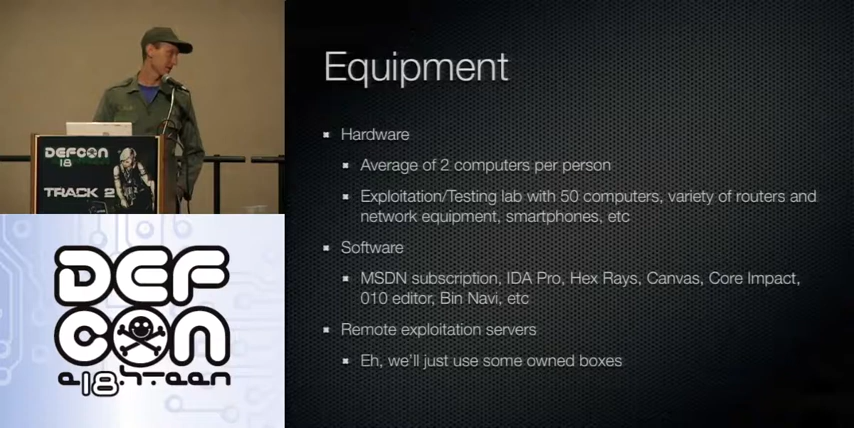 Equipment
Hardware
Average of 2 computers per person
Exploitation/Testing lab with 50 computers, variety of routers and
network equipment, smartphones, etc
Software
MSDN subscription, IDA Pro, Hex Rays, Canvas, Core Impact,
010 editor, Bin Navi, etc
Remote exploitation servers
Eh, we'll just use some owned boxes
DEFCON
18
TRACK 2
DEF
CON
e18hteen